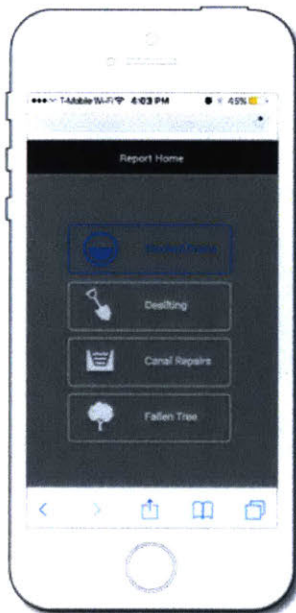 T-Mobile Wi-Fi 4:03 PM 45%
Report Home
Desilting
Canal Repairs
Fallen Tree